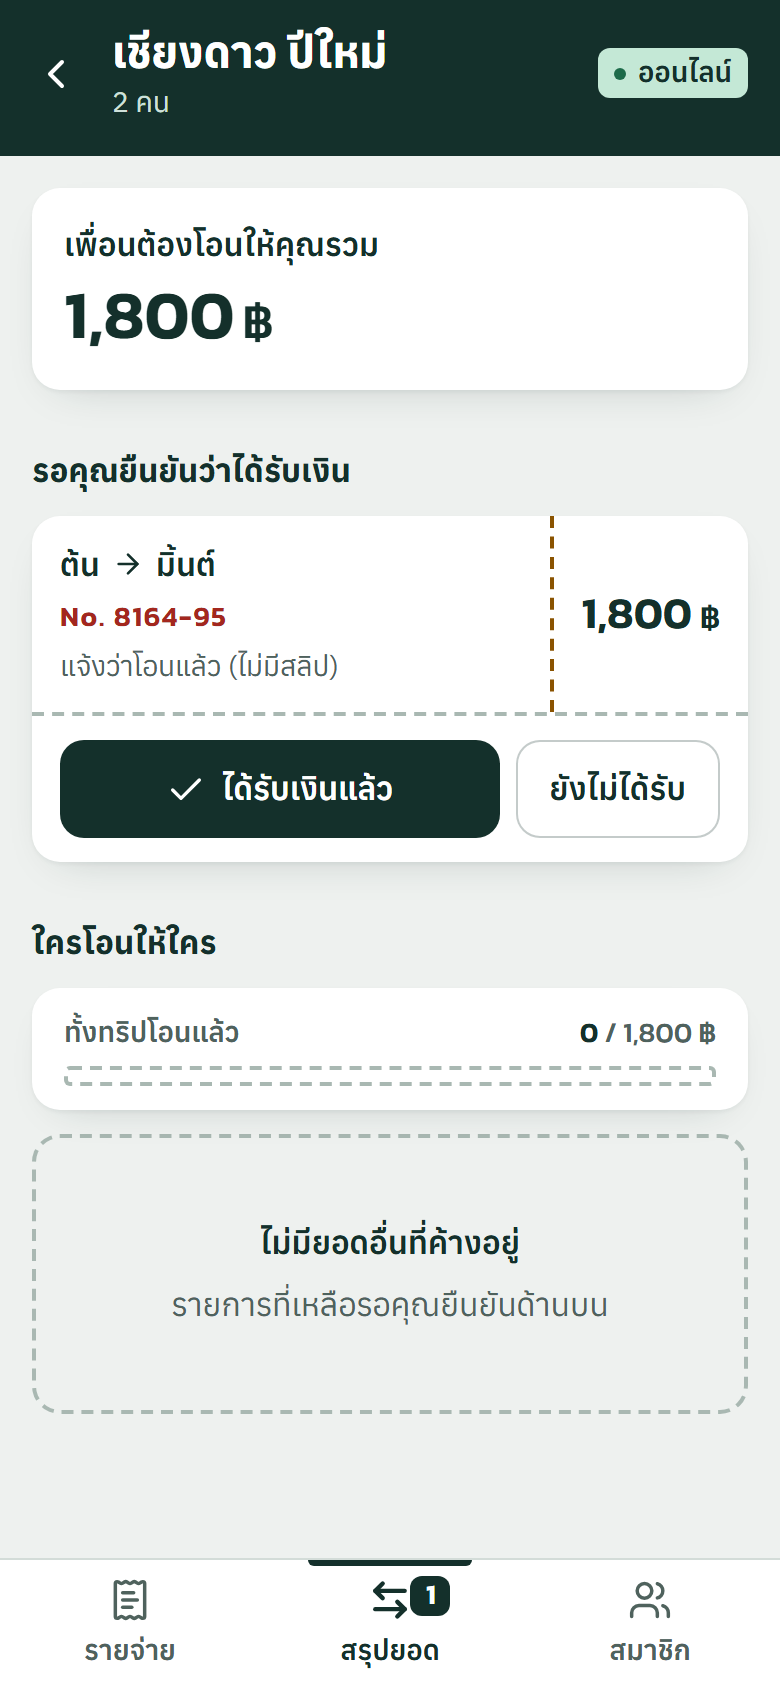 เชียงดาว ปีใหม่
2 คน
ออนไลน์
เพื่อนต้องโอนให้คุณรวม
1,800 ฿
รอคุณยืนยันว่าได้รับเงิน
ต้น → มิ้นต์
No. 8164-95
แจ้งว่าโอนแล้ว (ไม่มีสลิป)
1,800 ฿
ได้รับเงินแล้ว
ยังไม่ได้รับ
ใครโอนให้ใคร
ทั้งทริปโอนแล้ว
0 / 1,800 ฿
ไม่มียอดอื่นที่ค้างอยู่
รายการที่เหลือรอคุณยืนยันด้านบน
1
รายจ่าย
สรุปยอด
สมาชิก